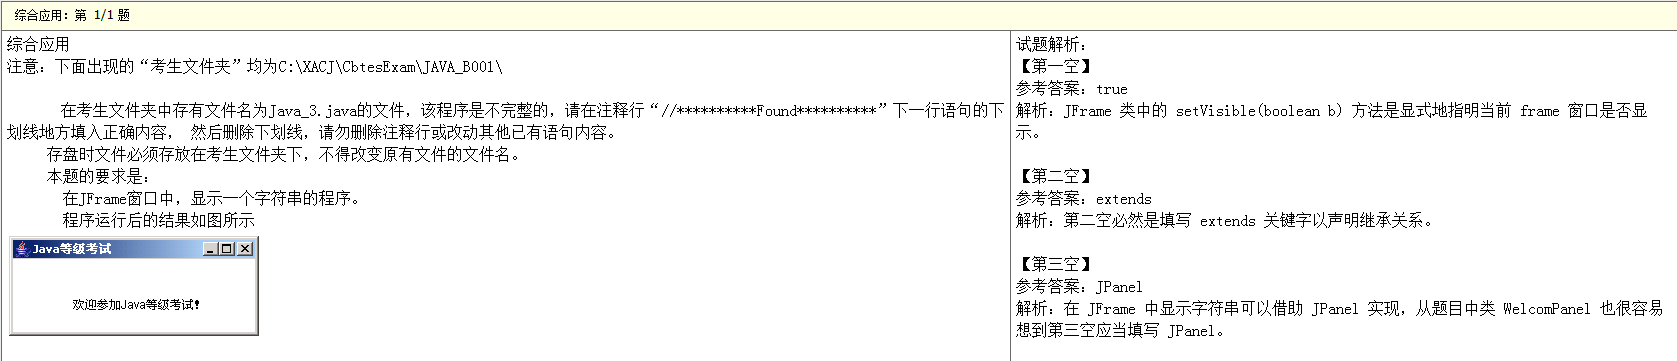 综合应用：第 1/1 题
综合应用
注意：下面出现的“考生文件夹”均为C:\XACJ\CbtesExam\JAVA_B001\
在考生文件夹中存有文件名为Java_3.java的文件，该程序是不完整的，请在注释行“//**********Found**********”下一行语句的下
划线地方填入正确内容， 然后删除下划线，请勿删除注释行或改动其他已有语句内容。
存盘时文件必须存放在考生文件夹下，不得改变原有文件的文件名。
本题的要求是：
在JFrame窗口中，显示一个字符串的程序。
程序运行后的结果如图所示
Java等级考试
欢迎参加Java等级考试！
试题解析：
【第一空】
参考答案：true
解析：JFrame 类中的 setVisible(boolean b) 方法是显式地指明当前 frame 窗口是否显
示。
【第二空】
参考答案：extends
解析：第二空必然是填写 extends 关键字以声明继承关系。
【第三空】
参考答案：JPanel
解析：在 JFrame 中显示字符串可以借助 JPanel 实现，从题目中类 WelcomPanel 也很容易
想到第三空应当填写 JPanel。